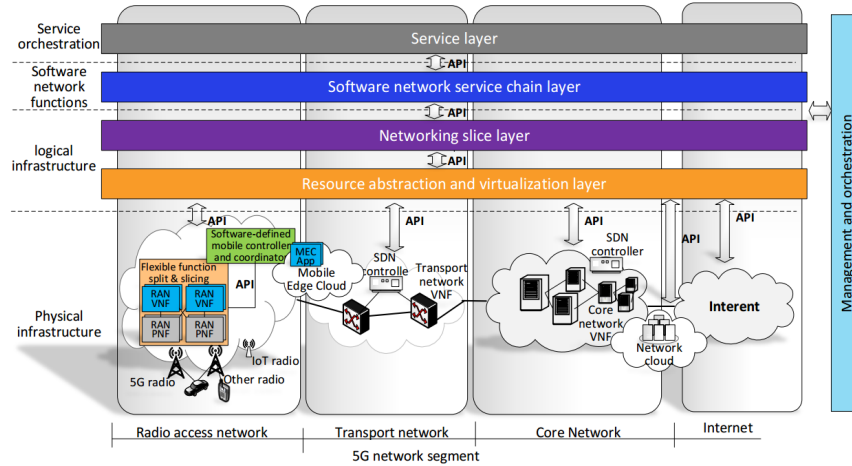 Service
orchestration
Service layer
API
Software
network
functions
Software network service chain layer
API
Networking slice layer
logical
infrastructure
API
Resource abstraction and virtualization layer
API
API
API
API
API
Software-defined
mobile controller
and coordinator
MEC
App
Mobile
Edge Cloud
SDN
controlle
Transport
network
VNF
SDN
controller
Flexible function
split & slicing
API
RAN
VNF
RAN
VNF
RAN
PNF
RAN
PNF
Core
network
VNF
Interent
Physical
infrastructure
IoT radio
5G radio
Other radio
Network
cloud
Management and orchestration
Radio access network
Transport network
Core Network
Internet
5G network segment